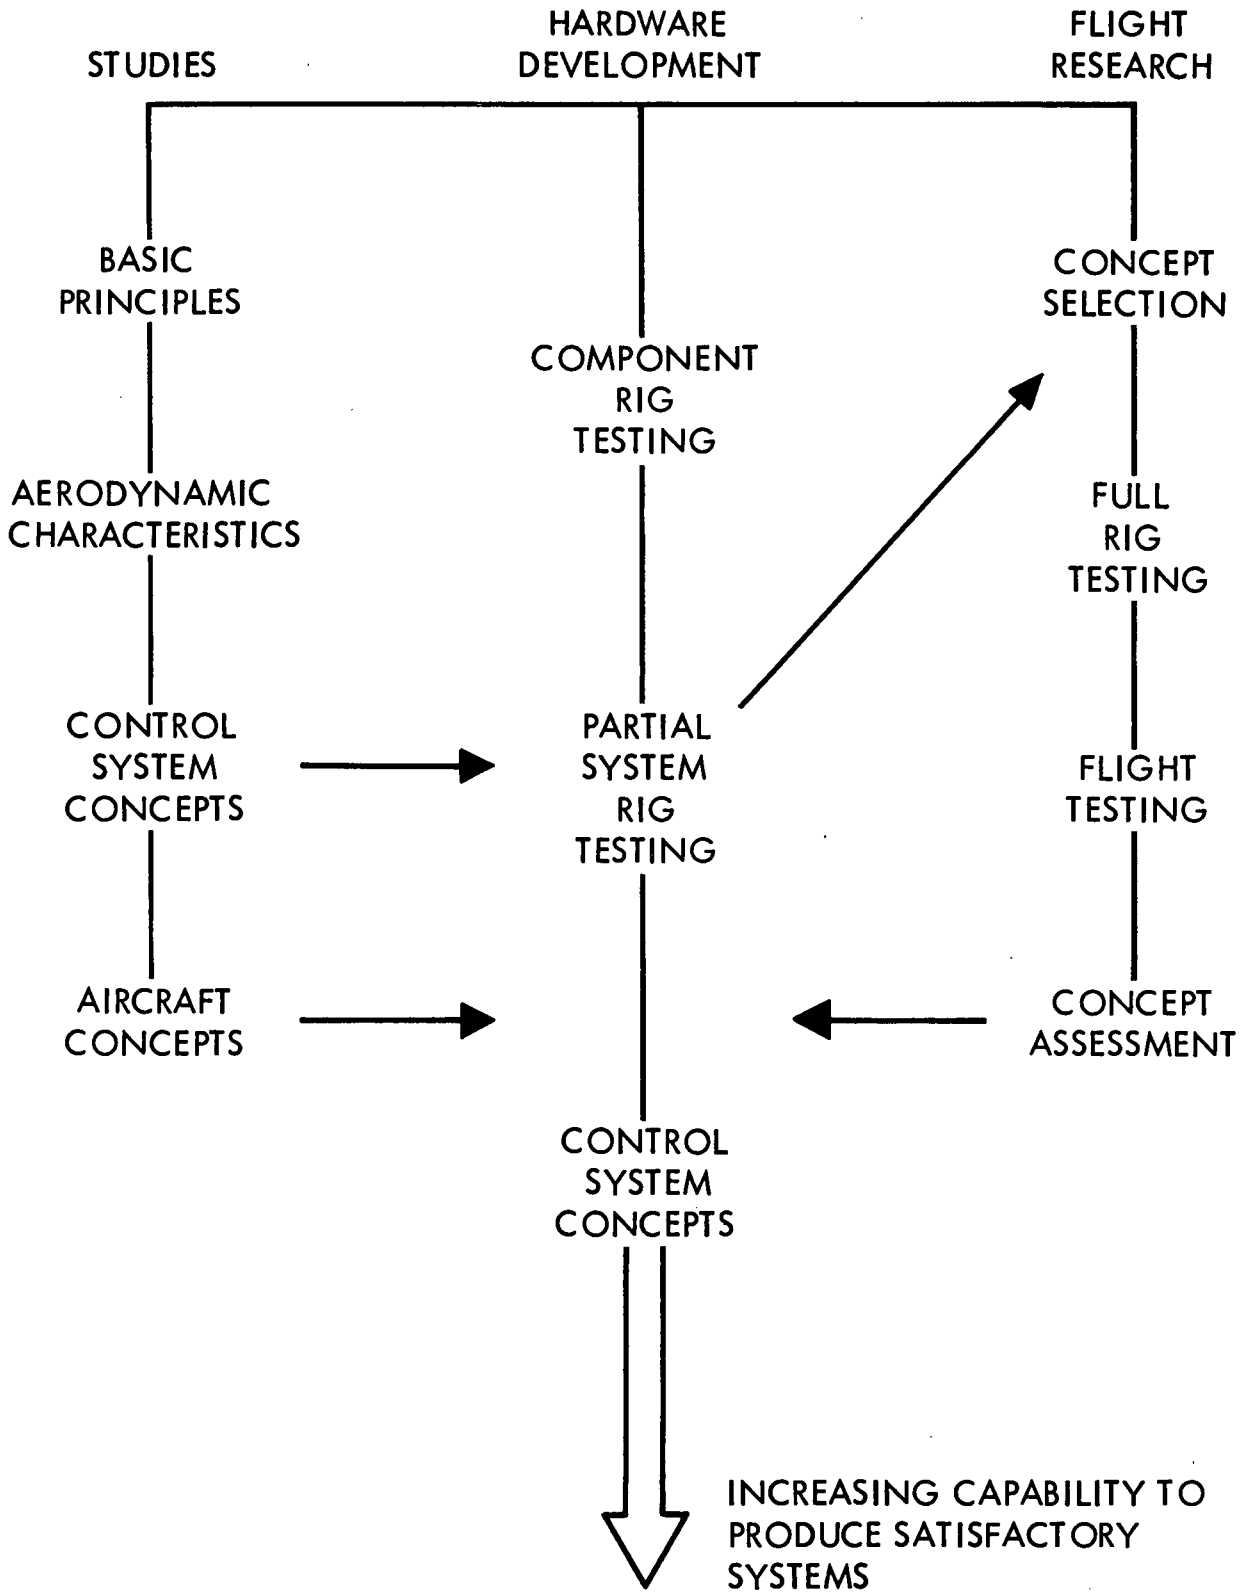 STUDIES
HARDWARE
DEVELOPMENT
FLIGHT
RESEARCH
BASIC
PRINCIPLES
AERODYNAMIC
CHARACTERISTICS
CONTROL
SYSTEM
CONCEPTS
AIRCRAFT
CONCEPTS
COMPONENT
RIG
TESTING
PARTIAL
SYSTEM
RIG
TESTING
CONTROL
SYSTEM
CONCEPTS
CONCEPT
SELECTION
FULL
RIG
TESTING
FLIGHT
TESTING
CONCEPT
ASSESSMENT
INCREASING CAPABILITY TO
PRODUCE SATISFACTORY
SYSTEMS